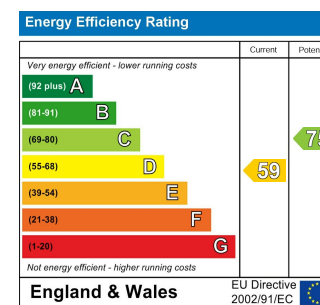 Energy Efficiency Rating
Current
Very energy efficient - lower running costs
(92 plus) A
(81-91) B
(69-80) C
(55-68) D
59
(39-54) E
(21-38) F
(1-20) G
Not energy efficient - higher running costs
England & Wales
EU Directive
2002/91/EC